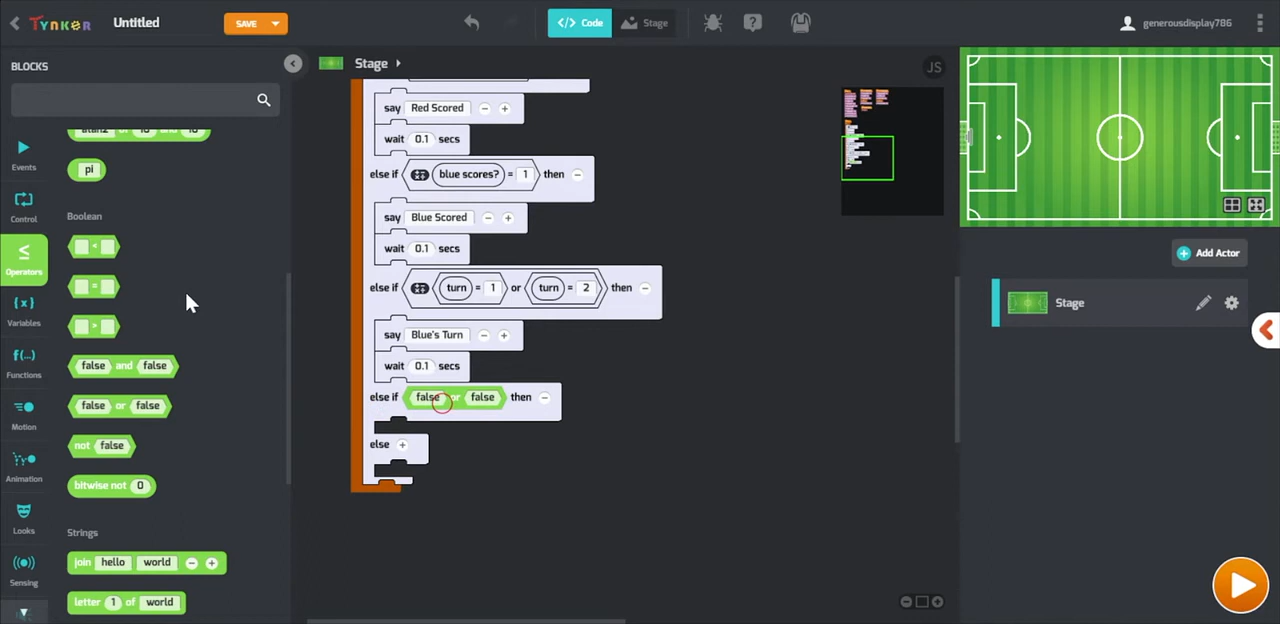 TYNKER Untitled SAVE </> Code Stage ? generousdisplay786
BLOCKS
Stage
JS
pi
Boolean
<
=
>
false and false
false or false
not false
bitwise not 0
Strings
join hello world − +
letter 1 of world
Events
Control
Operators
Variables
Functions
Motion
Animation
Looks
Sensing
say Red Scored − +
wait 0.1 secs
else if blue scores? = 1 then −
say Blue Scored − +
wait 0.1 secs
else if turn = 1 or turn = 2 then −
say Blue's Turn − +
wait 0.1 secs
else if false or false then −
else +
Add Actor
Stage